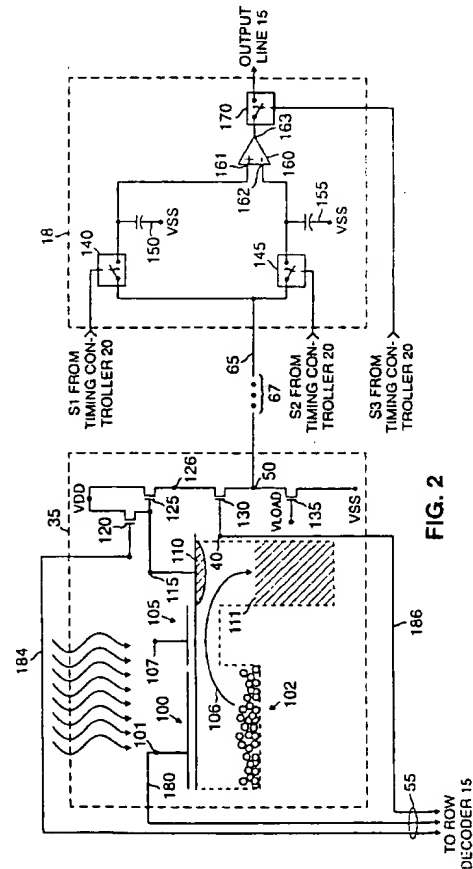 35
184
VDD
120
125
126
115
105
107
100
101
180
110
106
102
111
40
130
50
VLOAD
135
VSS
186
55
TO ROW
DECODER 15
65
67
18
S1 FROM
TIMING CON-
TROLLER 20
140
150
VSS
161
162
160
163
170
OUTPUT
LINE 15
145
155
VSS
S2 FROM
TIMING CON-
TROLLER 20
S3 FROM
TIMING CON-
TROLLER 20
FIG. 2